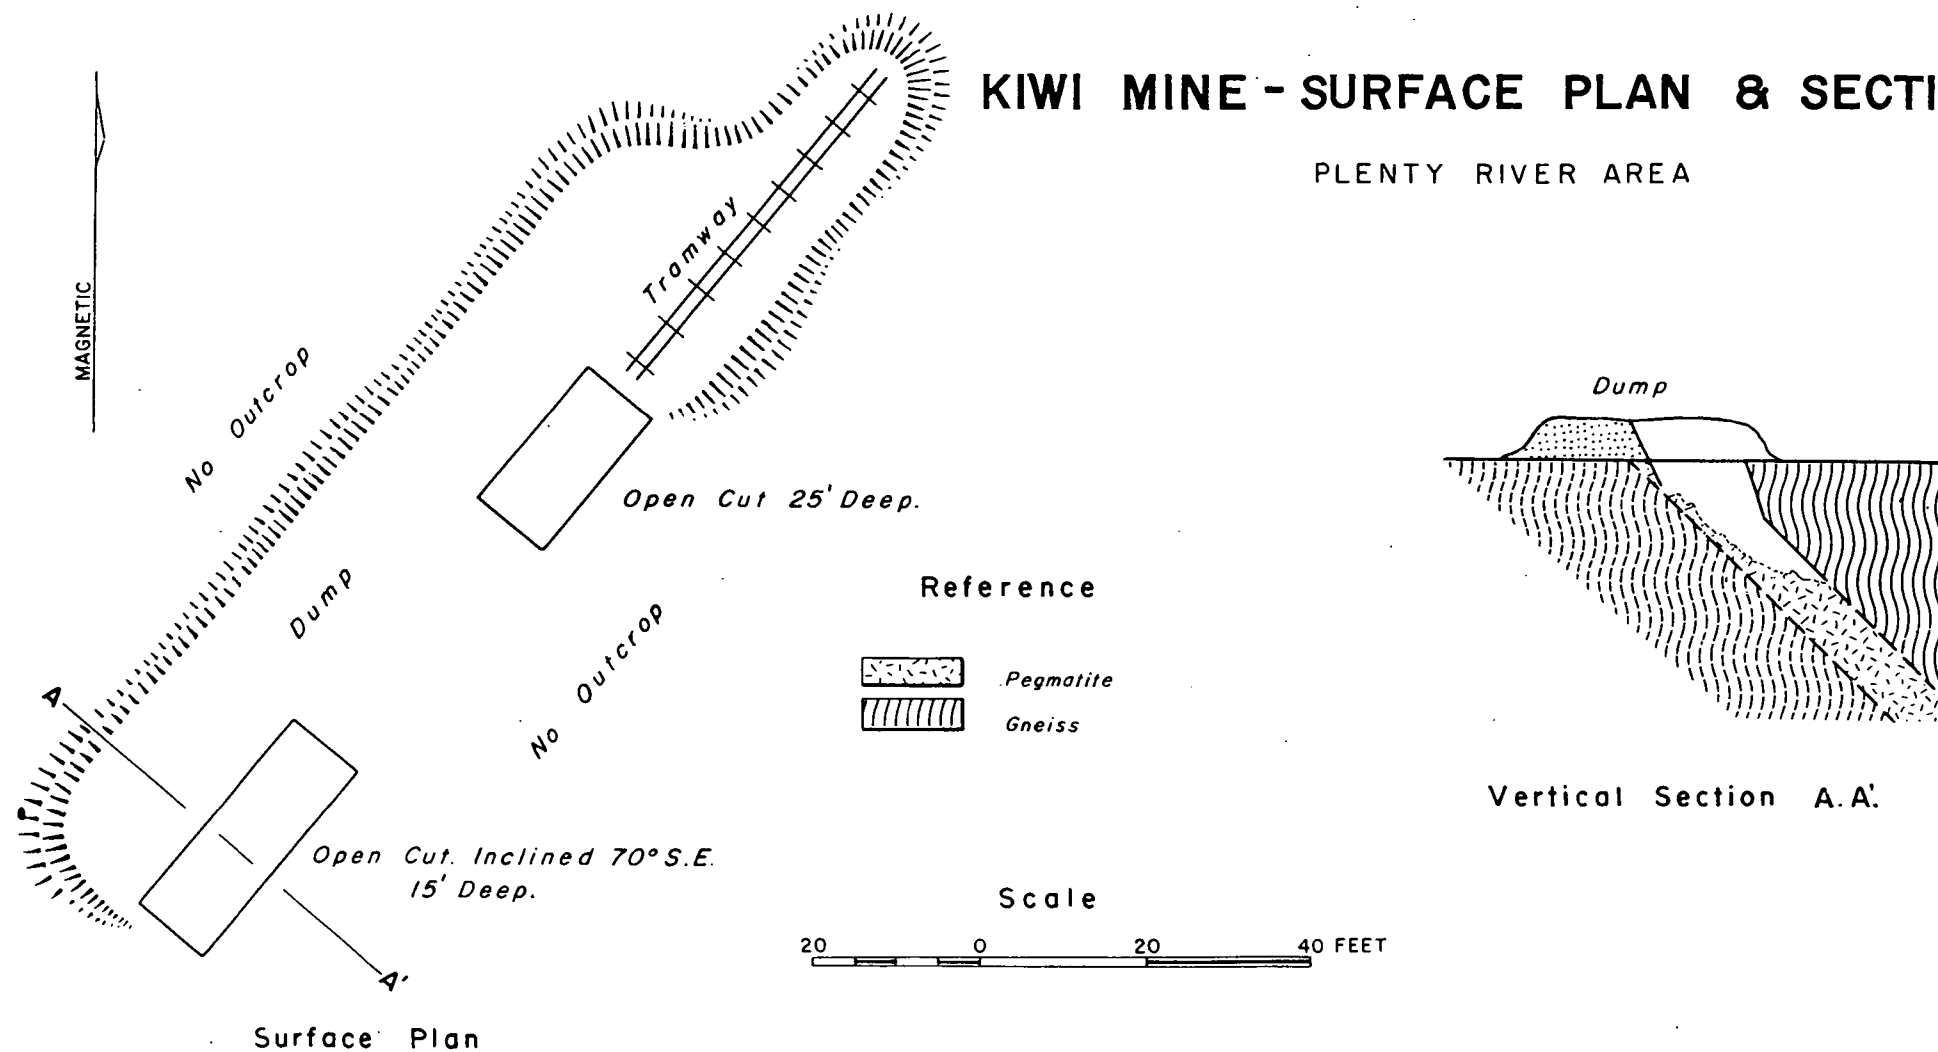 KIWI MINE - SURFACE PLAN & SECTI
PLENTY RIVER AREA
MAGNETIC
Tramway
No Outcrop
Open Cut 25' Deep.
Dump
No Outcrop
A
Open Cut. Inclined 70° S.E.
15' Deep.
A'
Surface Plan
Reference
Pegmatite
Gneiss
Scale
20 0 20 40 FEET
Dump
Vertical Section A.A'.